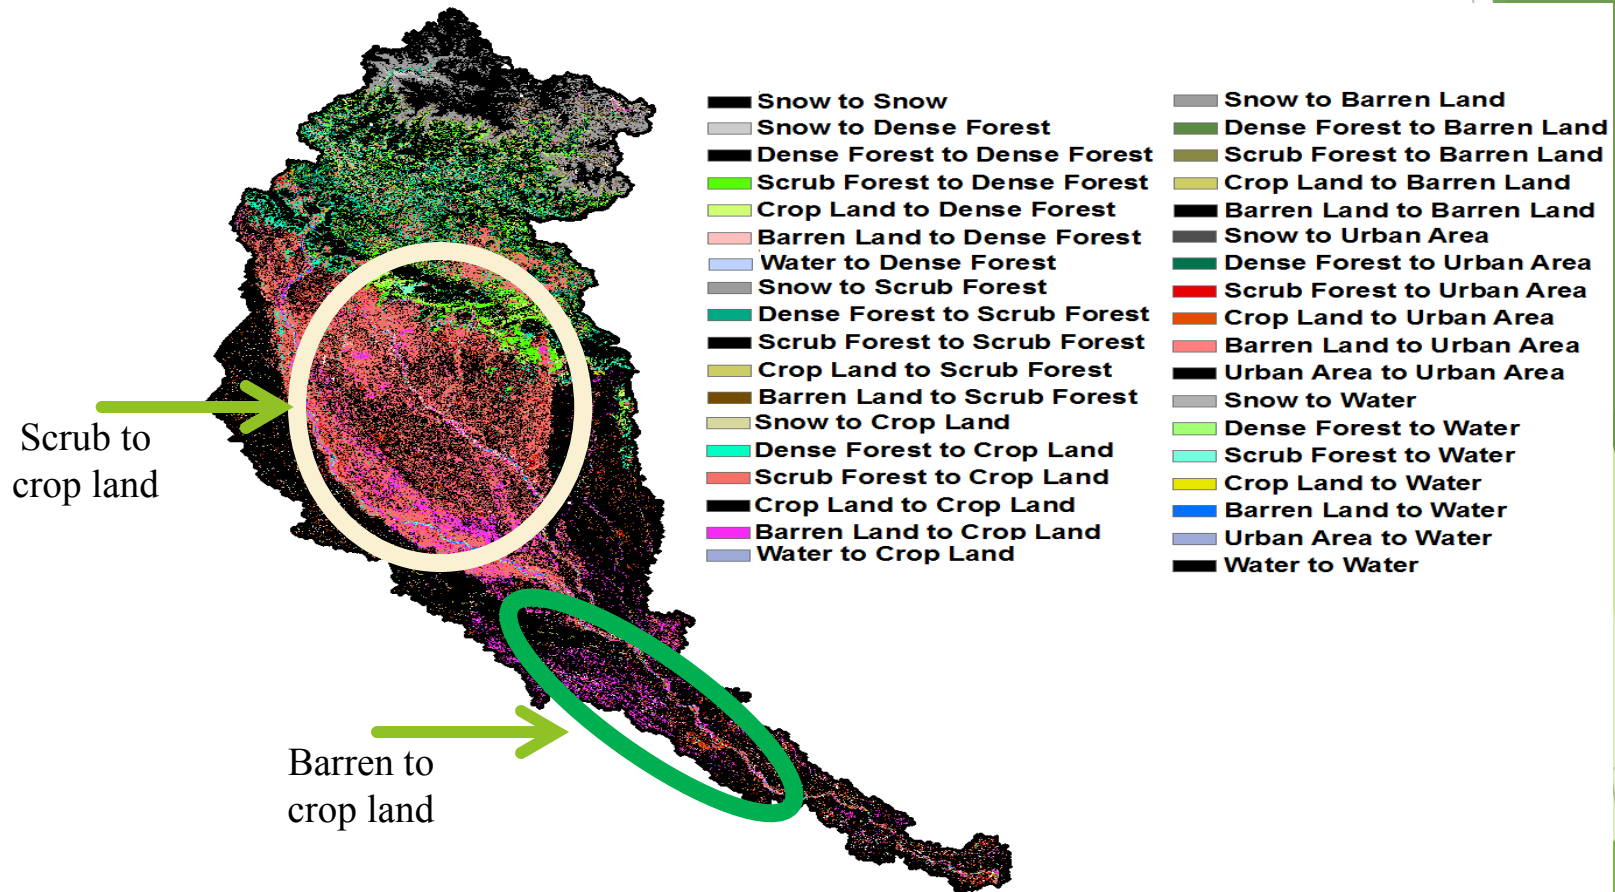 Snow to Snow
Snow to Dense Forest
Dense Forest to Dense Forest
Scrub Forest to Dense Forest
Crop Land to Dense Forest
Barren Land to Dense Forest
Water to Dense Forest
Snow to Scrub Forest
Dense Forest to Scrub Forest
Scrub Forest to Scrub Forest
Crop Land to Scrub Forest
Barren Land to Scrub Forest
Snow to Crop Land
Dense Forest to Crop Land
Scrub Forest to Crop Land
Crop Land to Crop Land
Barren Land to Crop Land
Water to Crop Land
Snow to Barren Land
Dense Forest to Barren Land
Scrub Forest to Barren Land
Crop Land to Barren Land
Barren Land to Barren Land
Snow to Urban Area
Dense Forest to Urban Area
Scrub Forest to Urban Area
Crop Land to Urban Area
Barren Land to Urban Area
Urban Area to Urban Area
Snow to Water
Dense Forest to Water
Scrub Forest to Water
Crop Land to Water
Barren Land to Water
Urban Area to Water
Water to Water
Scrub to
crop land
Barren to
crop land